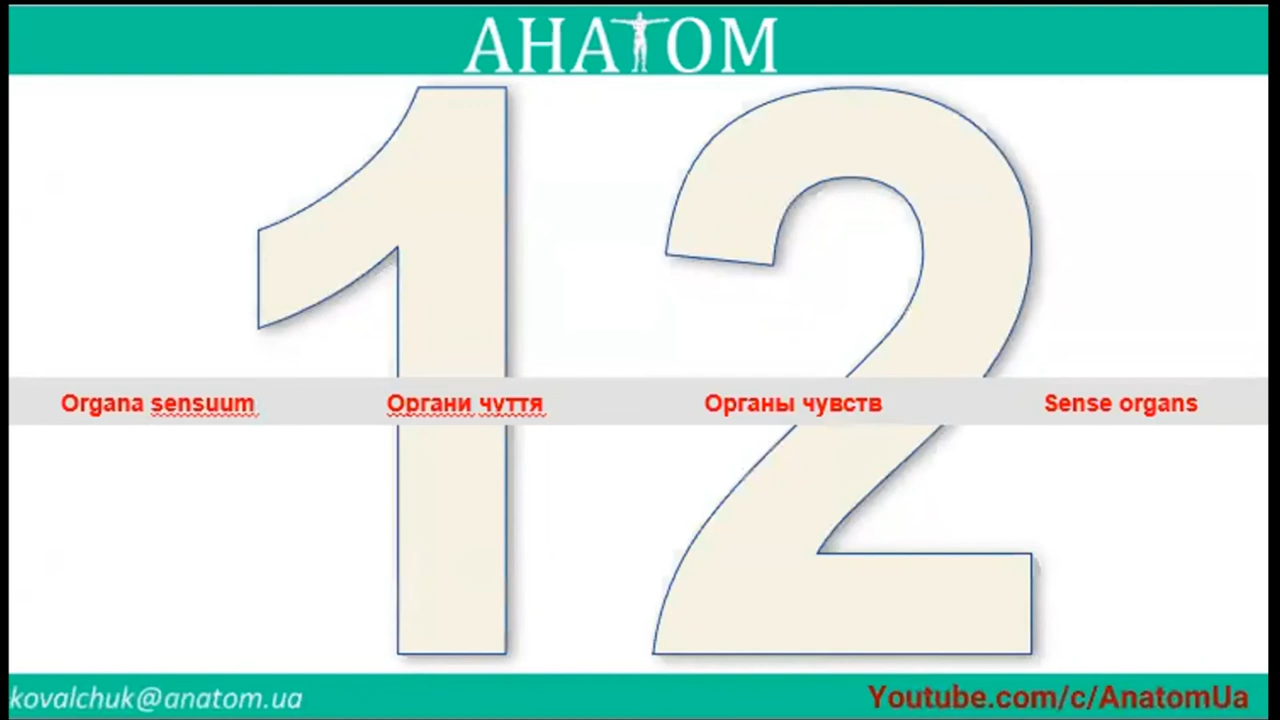 АНАТОМ
12
Organa sensuum Органи чуття Органы чувств Sense organs
kovalchuk@anatom.ua Youtube.com/c/AnatomUa